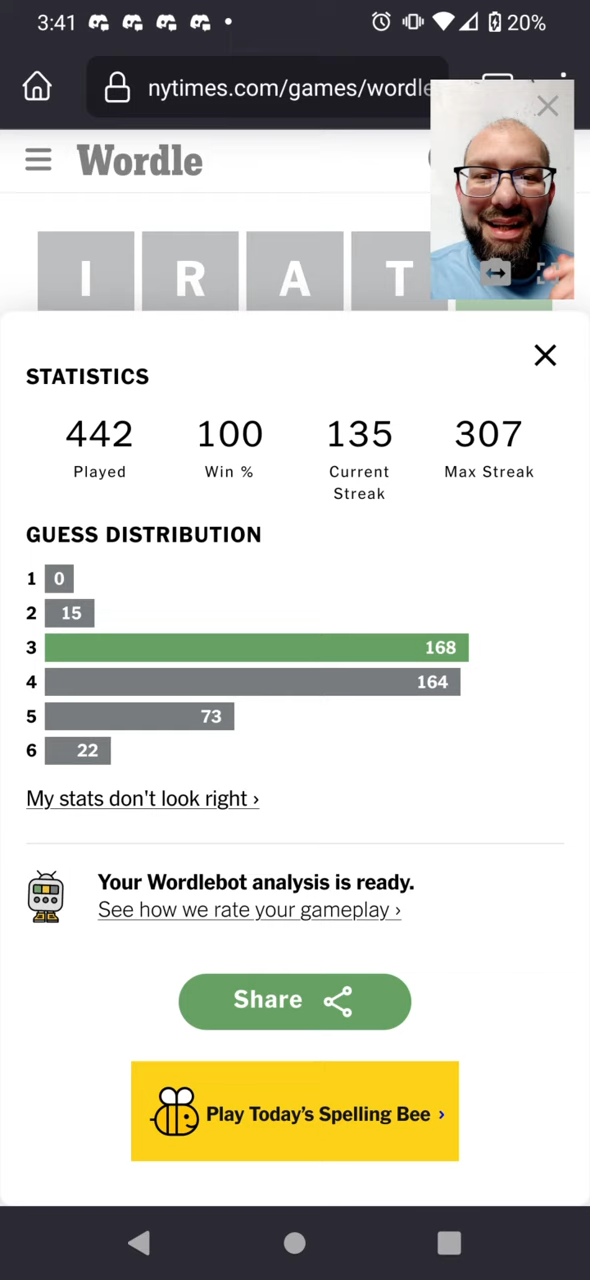 3:41 20%
nytimes.com/games/wordle
Wordle
I R A T
STATISTICS
442 100 135 307
Played Win % Current Max Streak
Streak
GUESS DISTRIBUTION
1 0
2 15
3 168
4 164
5 73
6 22
My stats don't look right ›
Your Wordlebot analysis is ready.
See how we rate your gameplay ›
Share
Play Today's Spelling Bee ›